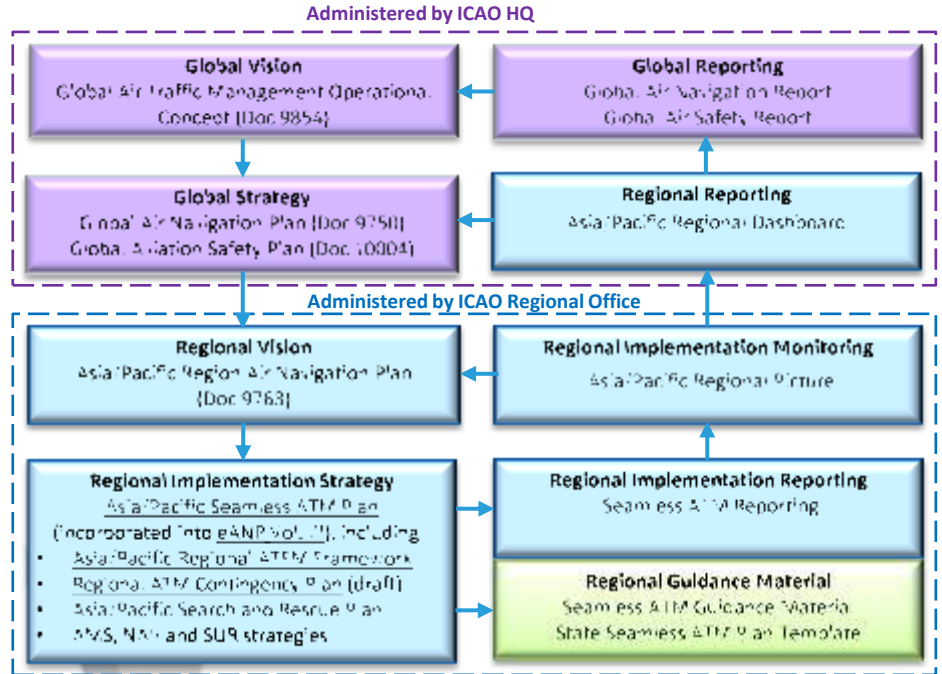 Administered by ICAO HQ
Global Vision
Global Air Traffic Management Operational
Concept (Doc 9854)
Global Reporting
Global Air Navigation Report
Global Air Safety Report
Global Strategy
Global Air Navigation Plan (Doc 9750)
Global Aviation Safety Plan (Doc 10004)
Regional Reporting
Asia/Pacific Regional Dashboard
Administered by ICAO Regional Office
Regional Vision
Asia/Pacific Region Air Navigation Plan
(Doc 9763)
Regional Implementation Monitoring
Asia/Pacific Regional Picture
Regional Implementation Strategy
Asia/Pacific Seamless ATM Plan
(incorporated into eANP Vol. ), including
• Asia/Pacific Regional ATFM Framework
• Regional ATM Contingency Plan (draft)
• Asia/Pacific Search and Rescue Plan
• AMS, NAV and SUR strategies
Regional Implementation Reporting
Seamless ATM Reporting
Regional Guidance Material
Seamless ATM Guidance Material
State Seamless ATM Plan Template